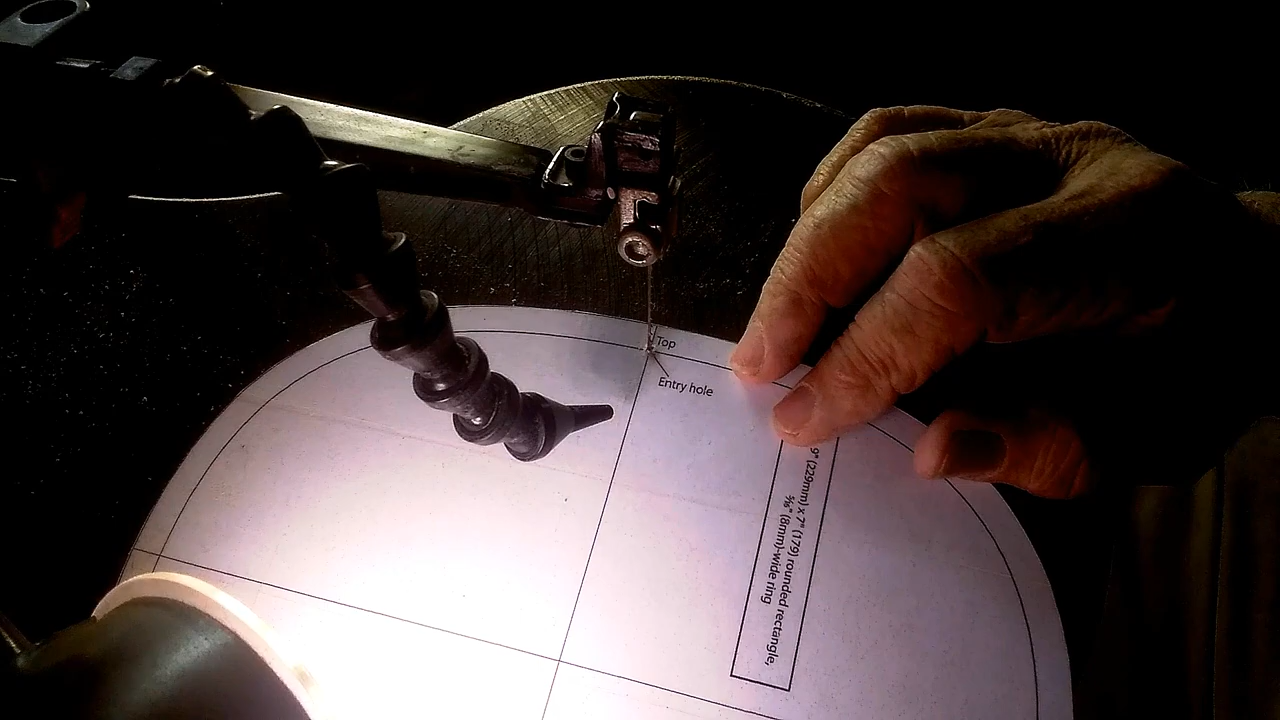 Top
Entry hole
9" (229mm) x 7" (179) rounded rectangle,
⁵⁄₁₆" (8mm)-wide ring